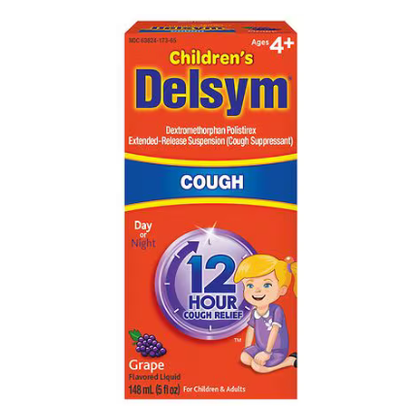 Ages 4+
Children's
Delsym®
Dextromethorphan Polistirex
Extended-Release Suspension (Cough Suppressant)
COUGH
Day
or
Night
12
HOUR
COUGH RELIEF
™
Grape
Flavored Liquid
148 mL (5 fl oz) For Children & Adults